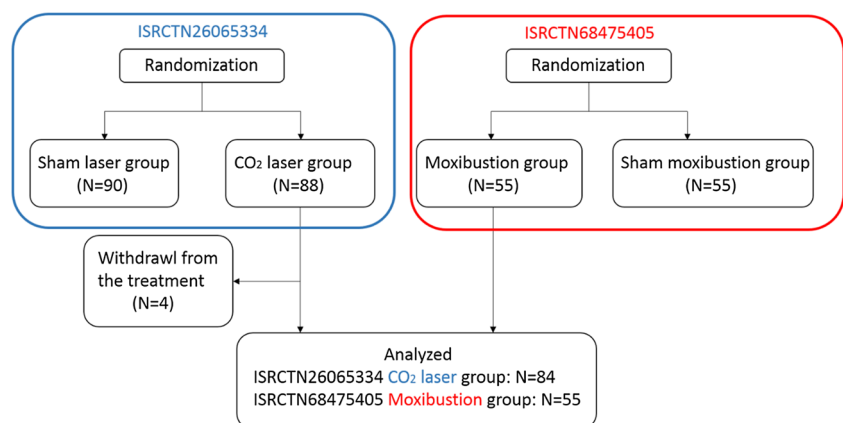 ISRCTN26065334
Randomization
Sham laser group
(N=90)
CO₂ laser group
(N=88)
ISRCTN68475405
Randomization
Moxibustion group
(N=55)
Sham moxibustion group
(N=55)
Withdrawl from
the treatment
(N=4)
Analyzed
ISRCTN26065334 CO₂ laser group: N=84
ISRCTN68475405 Moxibustion group: N=55